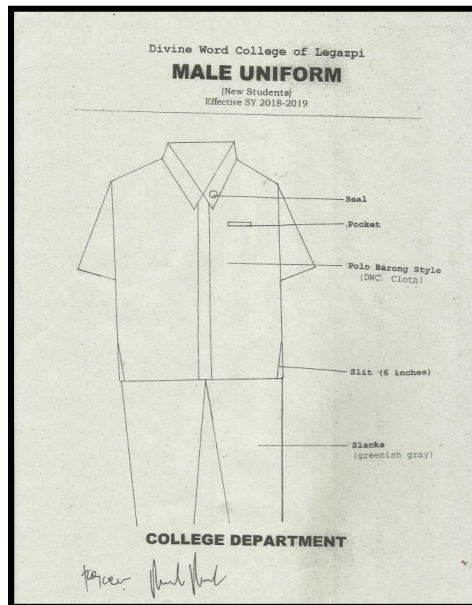 Divine Word College of Legazpi
MALE UNIFORM
(New Students)
Effective SY 2018-2019
Seal
Pocket
Polo Barong Style
(DWC Cloth)
Slit (6 inches)
Slacks
(greenish gray)
COLLEGE DEPARTMENT